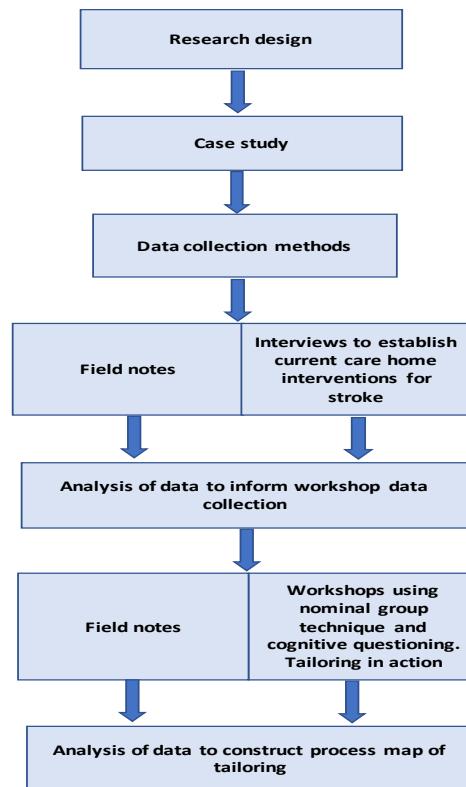 Research design
Case study
Data collection methods
Field notes
Interviews to establish
current care home
interventions for
stroke
Analysis of data to inform workshop data
collection
Field notes
Workshops using
nominal group
technique and
cognitive questioning.
Tailoring in action
Analysis of data to construct process map of
tailoring